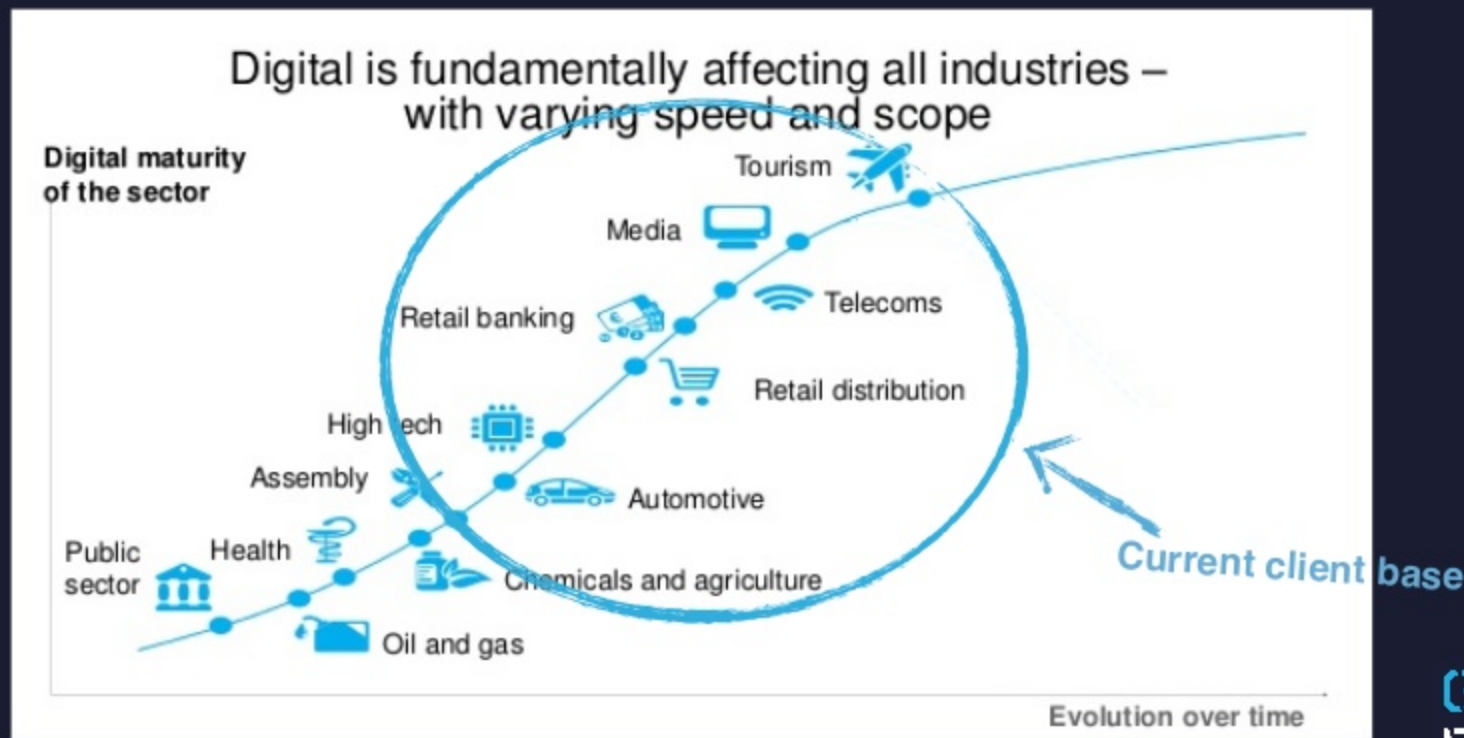 Digital is fundamentally affecting all industries –
with varying speed and scope
Digital maturity
of the sector
Tourism
Media
Telecoms
Retail banking
Retail distribution
High tech
Assembly
Automotive
Public
sector
Health
Chemicals and agriculture
Oil and gas
Current client base
Evolution over time